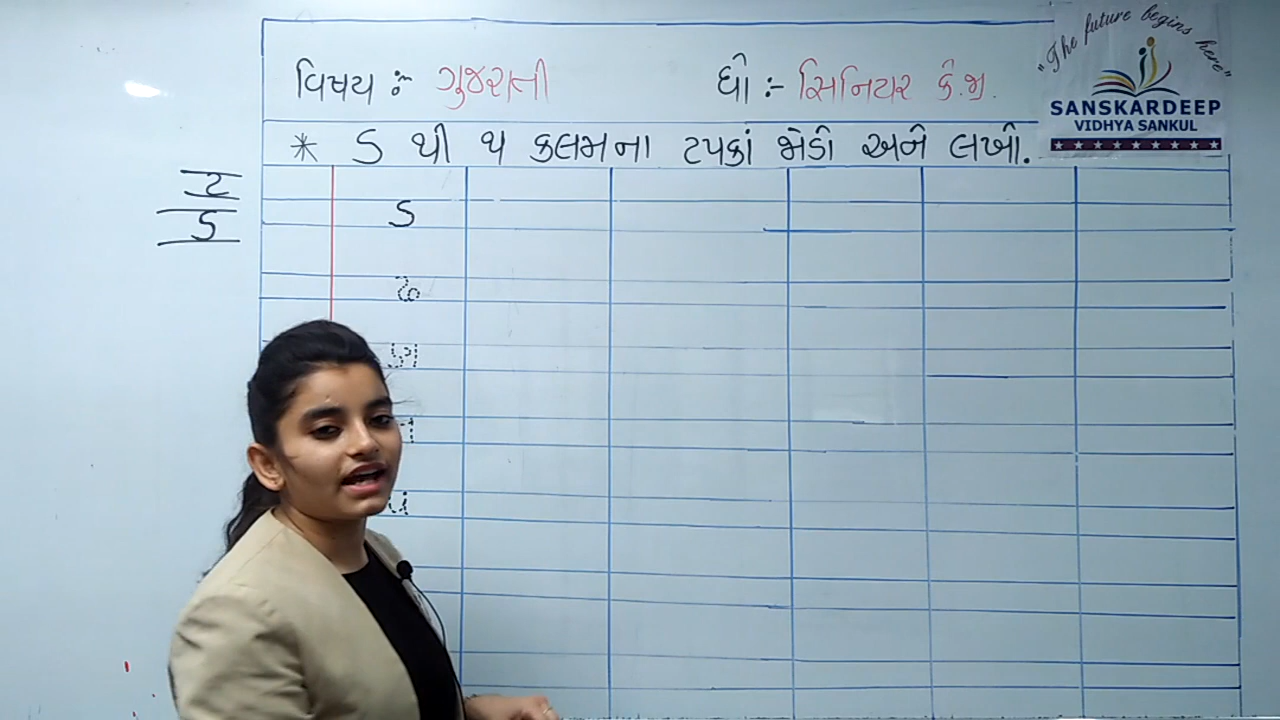 "The future begins here"
SANSKARDEEP
VIDHYA SANKUL
વિષય :- ગુજરાતી ધો :- સિનિયર કે.જી.
* ડ થી થ કલમના ટપકાં જોડો અને લખો.
ટ
ડ
ડ
ઢ
ણ
ત
થ